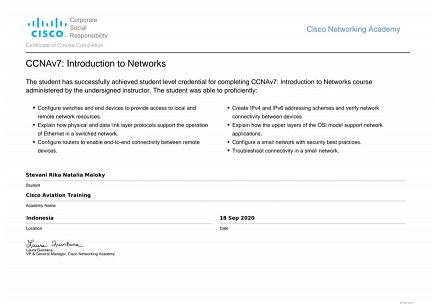 Corporate
Social
Responsibility
CISCO
Cisco Networking Academy
Certificate of Course Completion
CCNAv7: Introduction to Networks
The student has successfully achieved student level credential for completing CCNAv7: Introduction to Networks course
administered by the undersigned instructor. The student was able to proficiently:
• Configure switches and end devices to provide access to local and
remote network resources.
• Explain how physical and data link layer protocols support the operation
of Ethernet in a switched network.
• Configure routers to enable end-to-end connectivity between remote
devices.
• Create IPv4 and IPv6 addressing schemes and verify network
connectivity between devices
• Explain how the upper layers of the OSI model support network
applications.
• Configure a small network with security best practices.
• Troubleshoot connectivity in a small network.
Stevani Rika Natalia Maloky
Student
Cisco Aviation Training
Academy Name
Indonesia
Location
18 Sep 2020
Date
Laura Quintana
Laura Quintana
VP & General Manager, Cisco Networking Academy